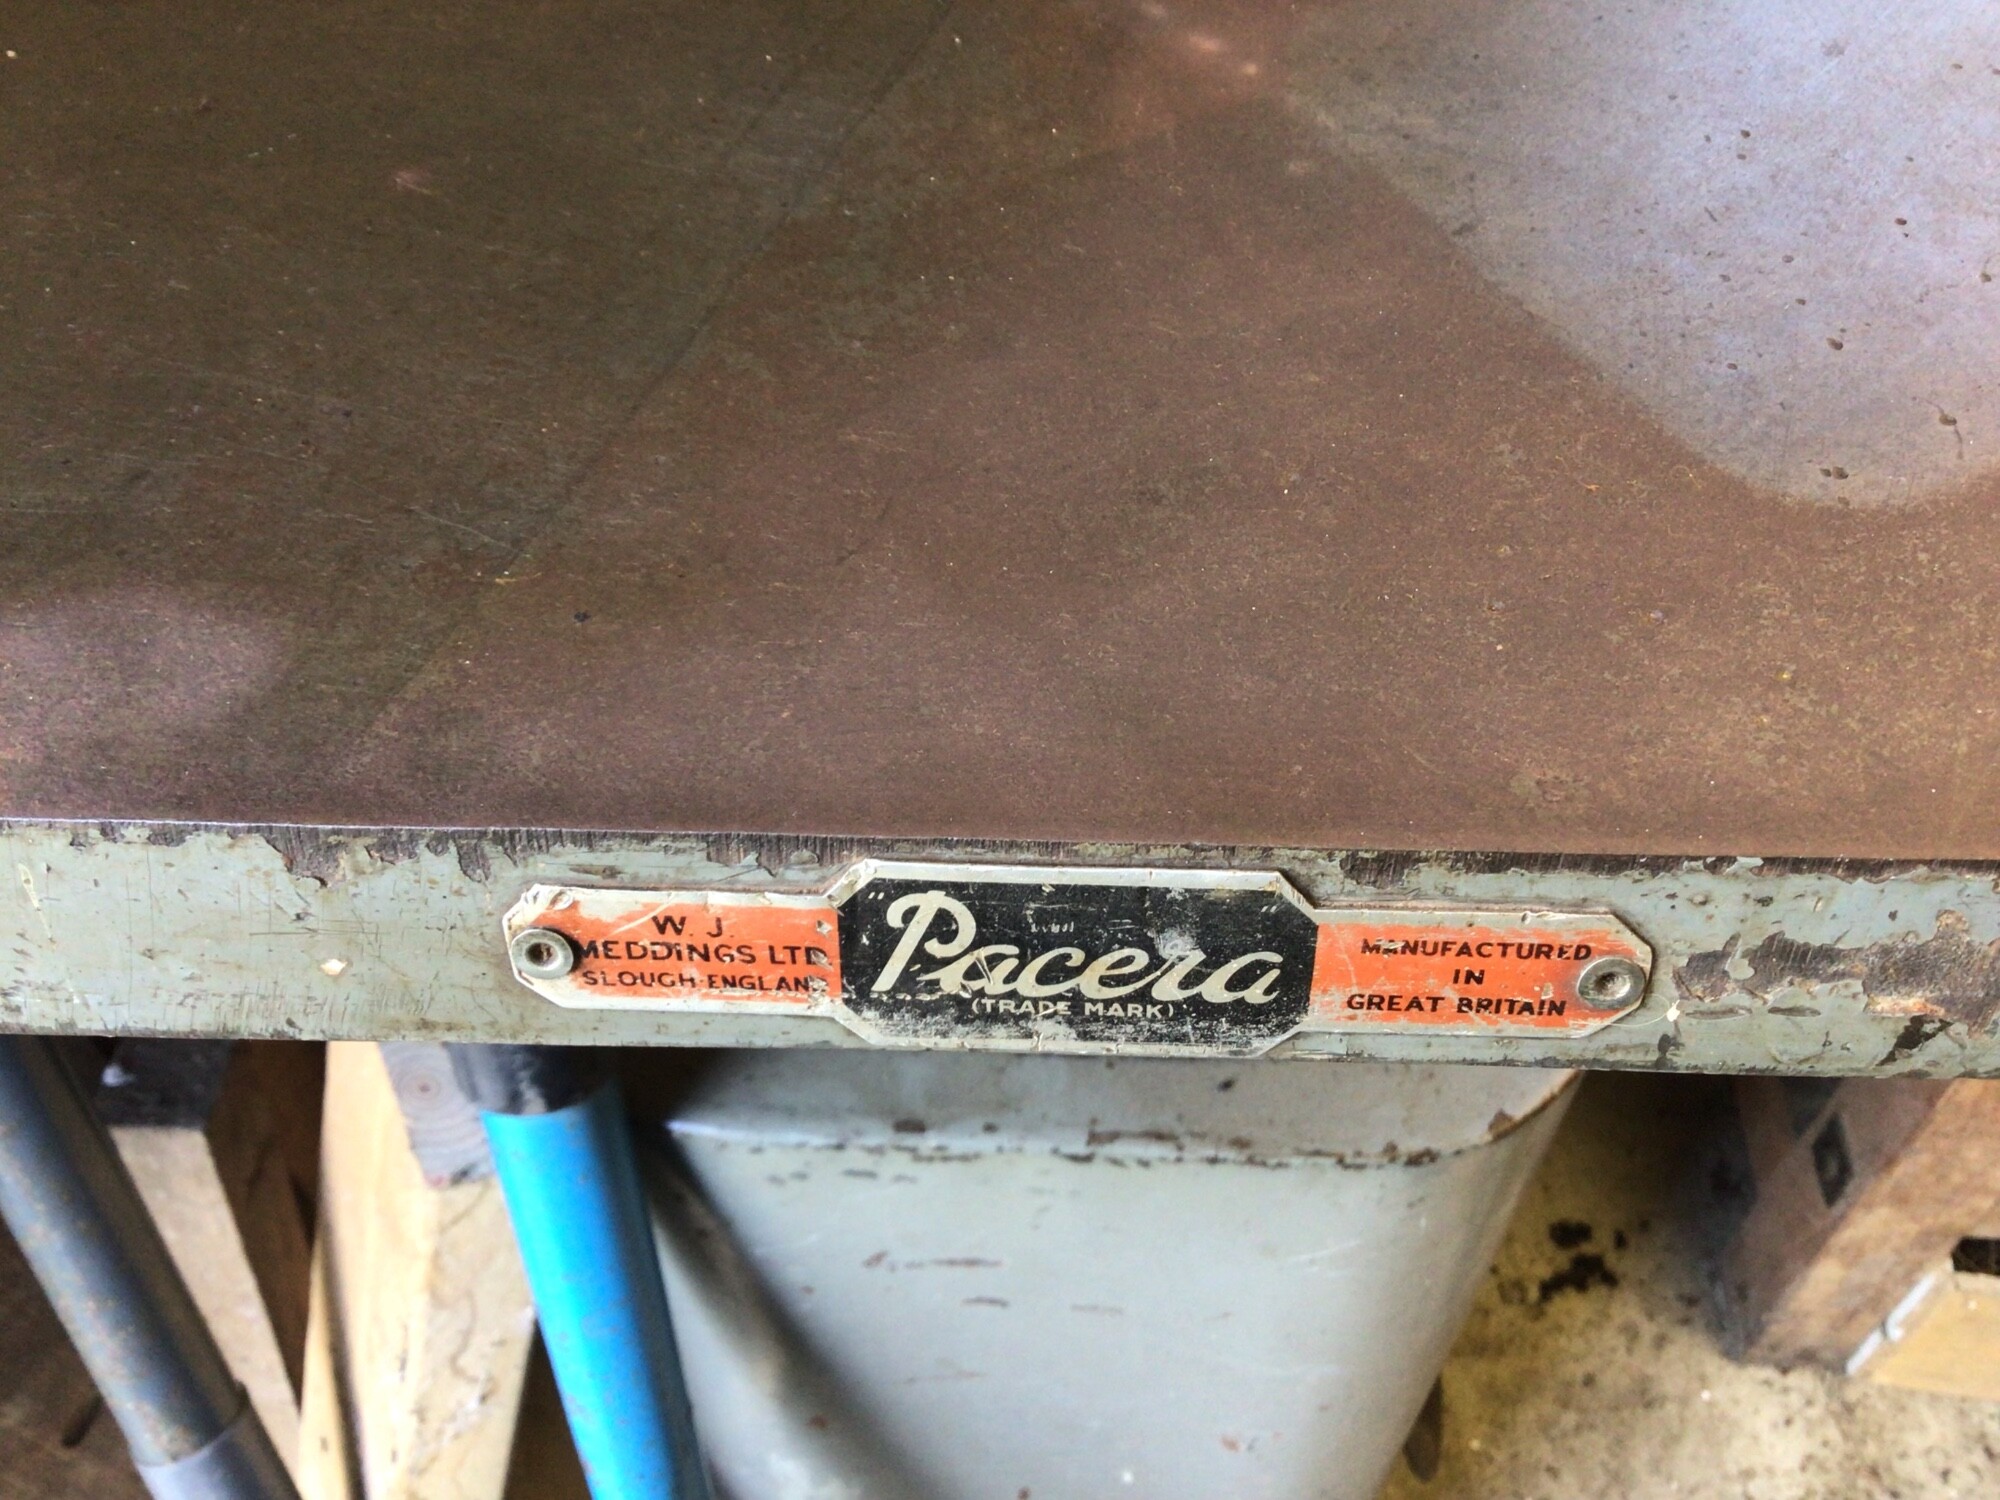 W. J.
MEDDINGS LTD.
SLOUGH·ENGLAND
"Pacera"
(TRADE MARK)
MANUFACTURED
IN
GREAT BRITAIN